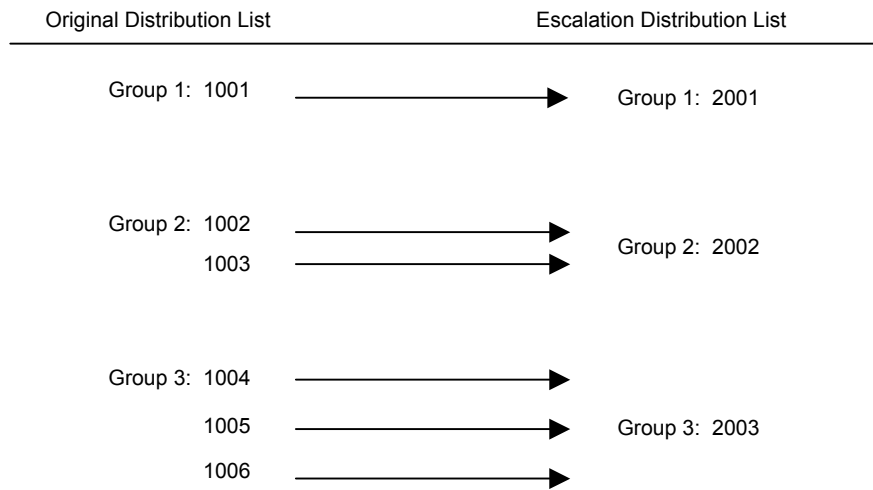 Original Distribution List Escalation Distribution List
Group 1: 1001 Group 1: 2001
Group 2: 1002
Group 2: 2002
1003
Group 3: 1004
1005 Group 3: 2003
1006